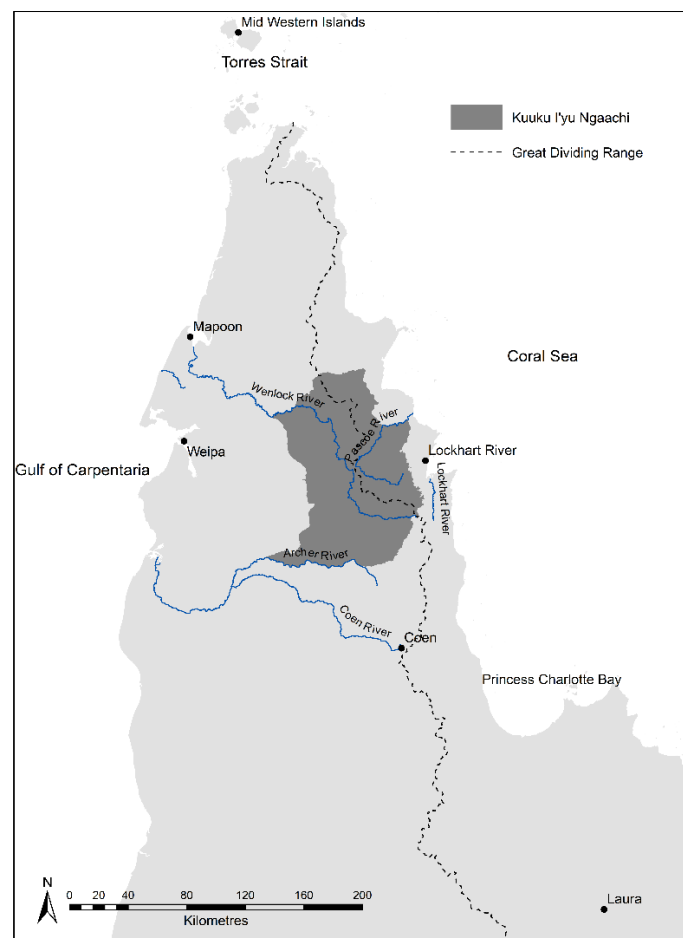 Mid Western Islands
Torres Strait
Kuuku I'yu Ngaachi
Great Dividing Range
Mapoon
Coral Sea
Wenlock River
Pascoe River
Weipa
Lockhart River
Gulf of Carpentaria
Lockhart River
Archer River
Coen River
Coen
Princess Charlotte Bay
N
0 20 40 80 120 160 200
Kilometres
Laura